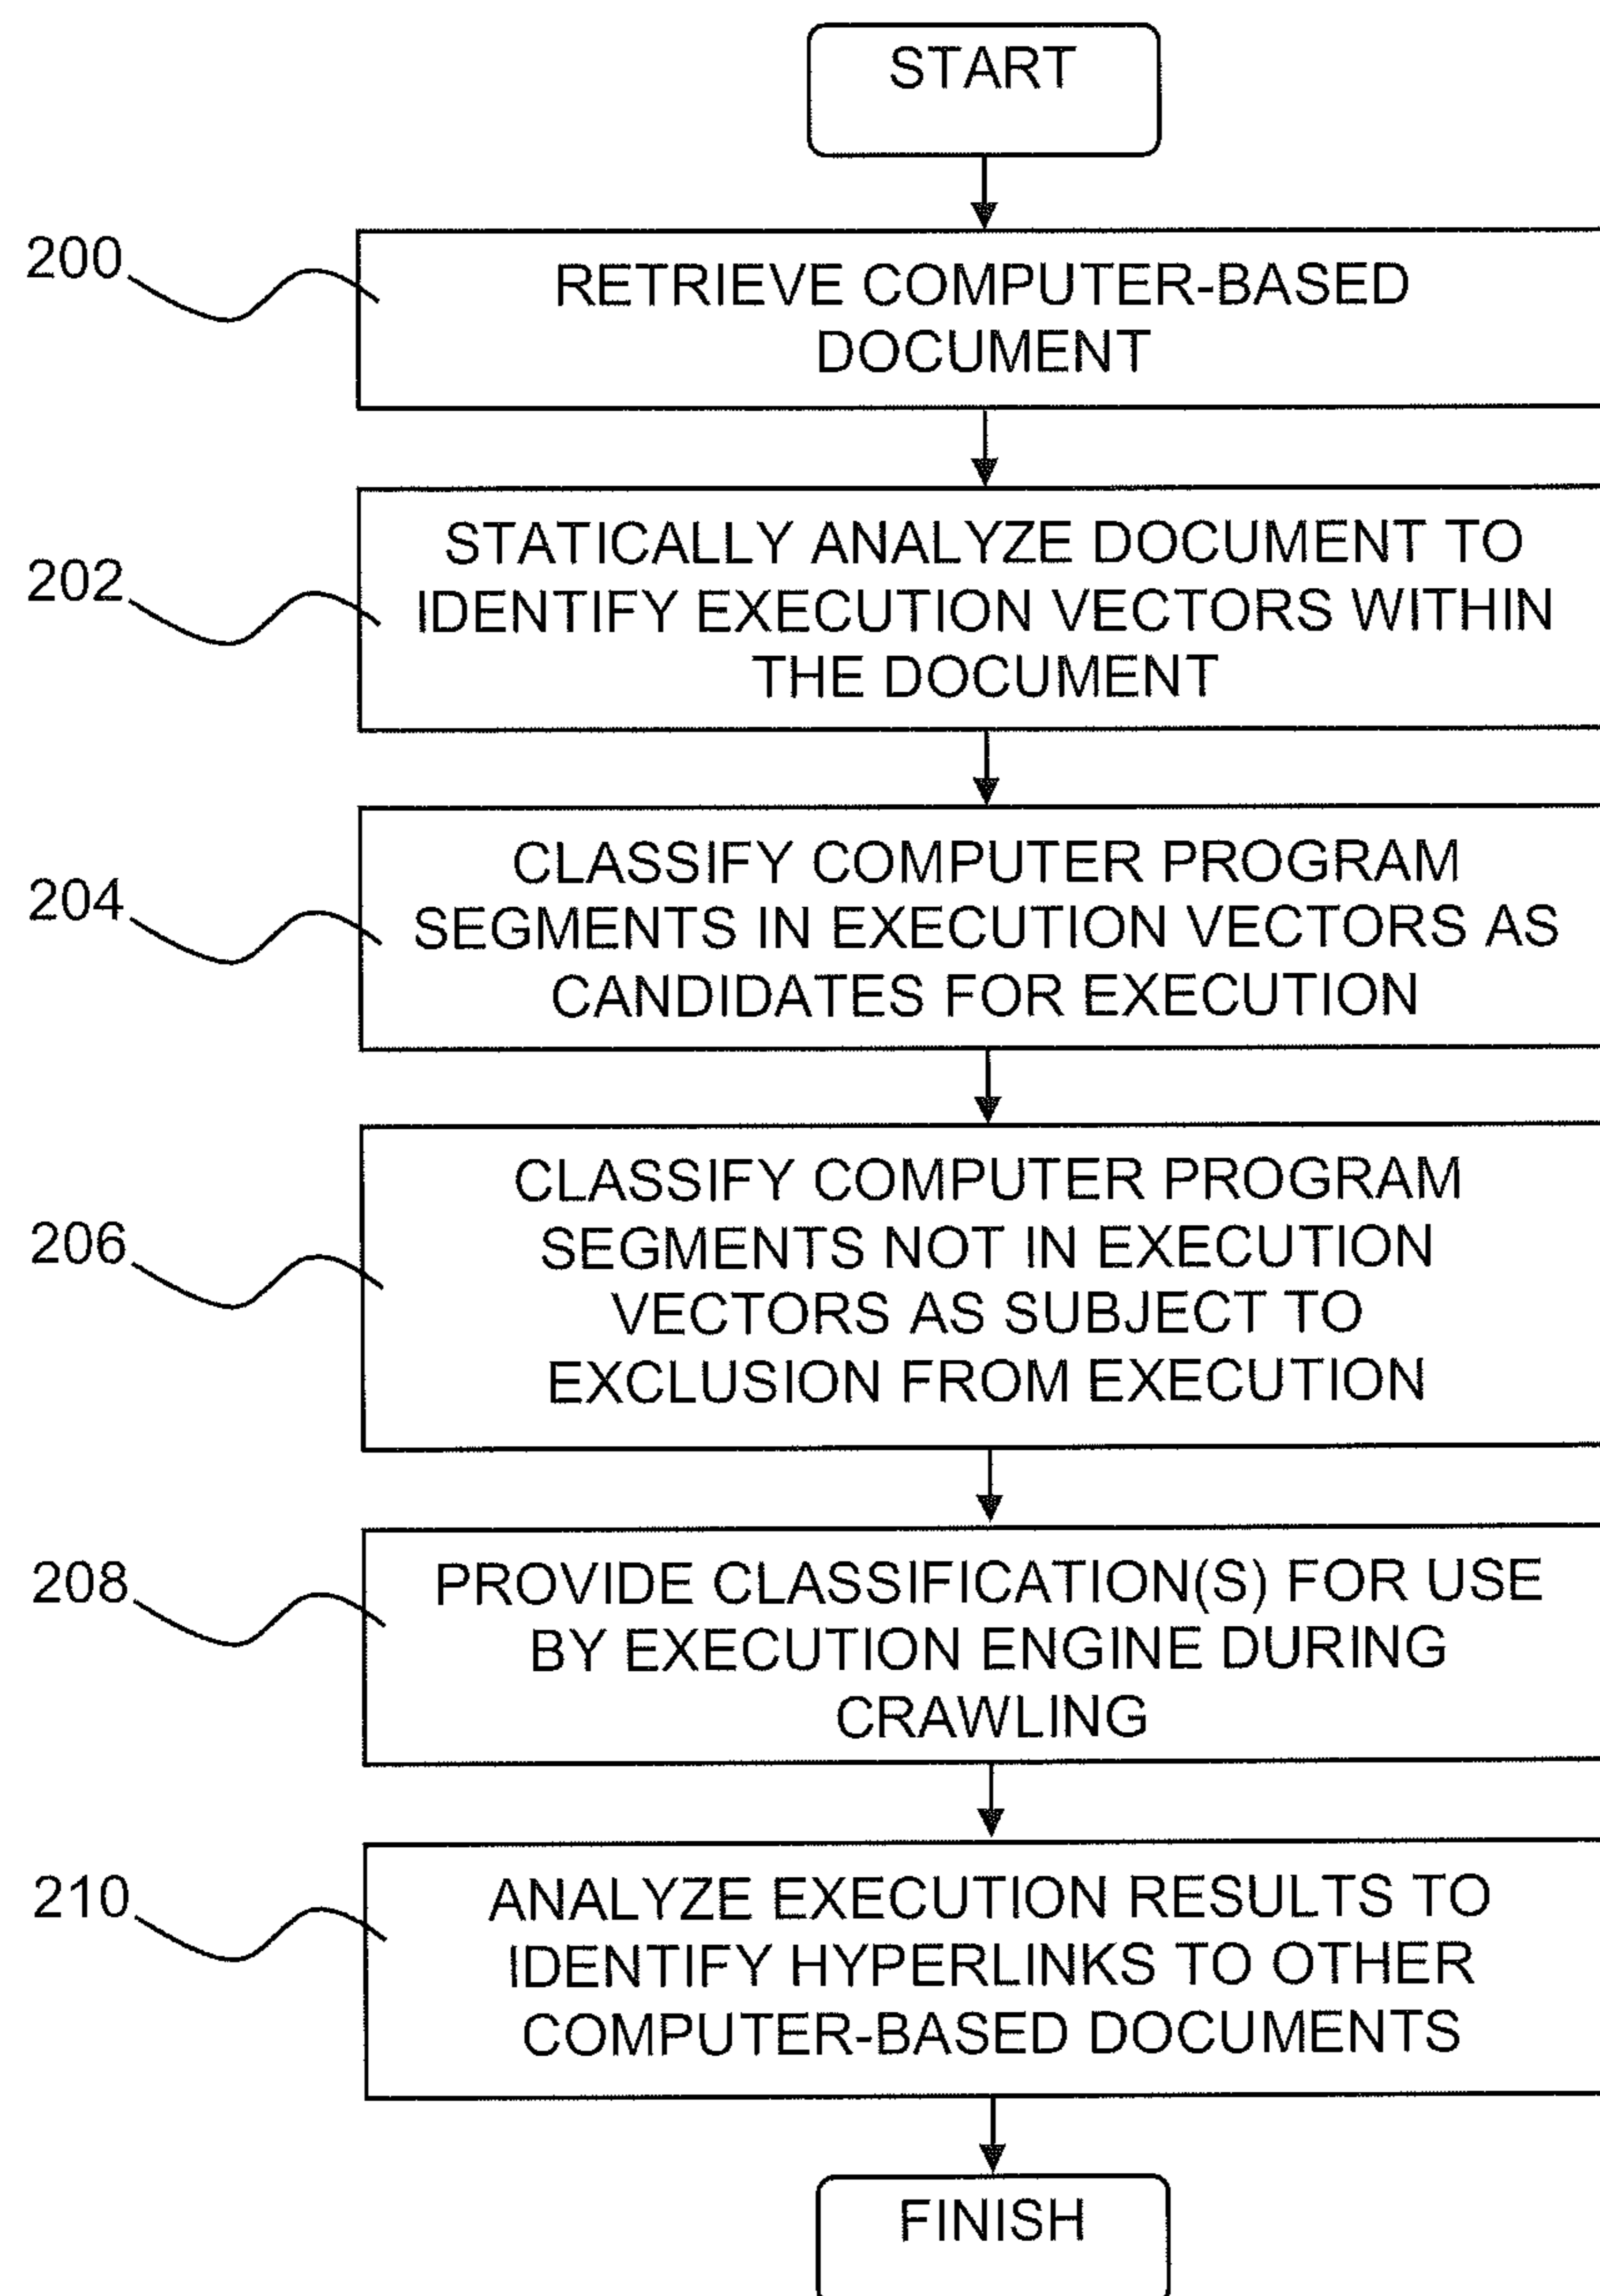 START
200
RETRIEVE COMPUTER-BASED
DOCUMENT
202
STATICALLY ANALYZE DOCUMENT TO
IDENTIFY EXECUTION VECTORS WITHIN
THE DOCUMENT
204
CLASSIFY COMPUTER PROGRAM
SEGMENTS IN EXECUTION VECTORS AS
CANDIDATES FOR EXECUTION
206
CLASSIFY COMPUTER PROGRAM
SEGMENTS NOT IN EXECUTION
VECTORS AS SUBJECT TO
EXCLUSION FROM EXECUTION
208
PROVIDE CLASSIFICATION(S) FOR USE
BY EXECUTION ENGINE DURING
CRAWLING
210
ANALYZE EXECUTION RESULTS TO
IDENTIFY HYPERLINKS TO OTHER
COMPUTER-BASED DOCUMENTS
FINISH